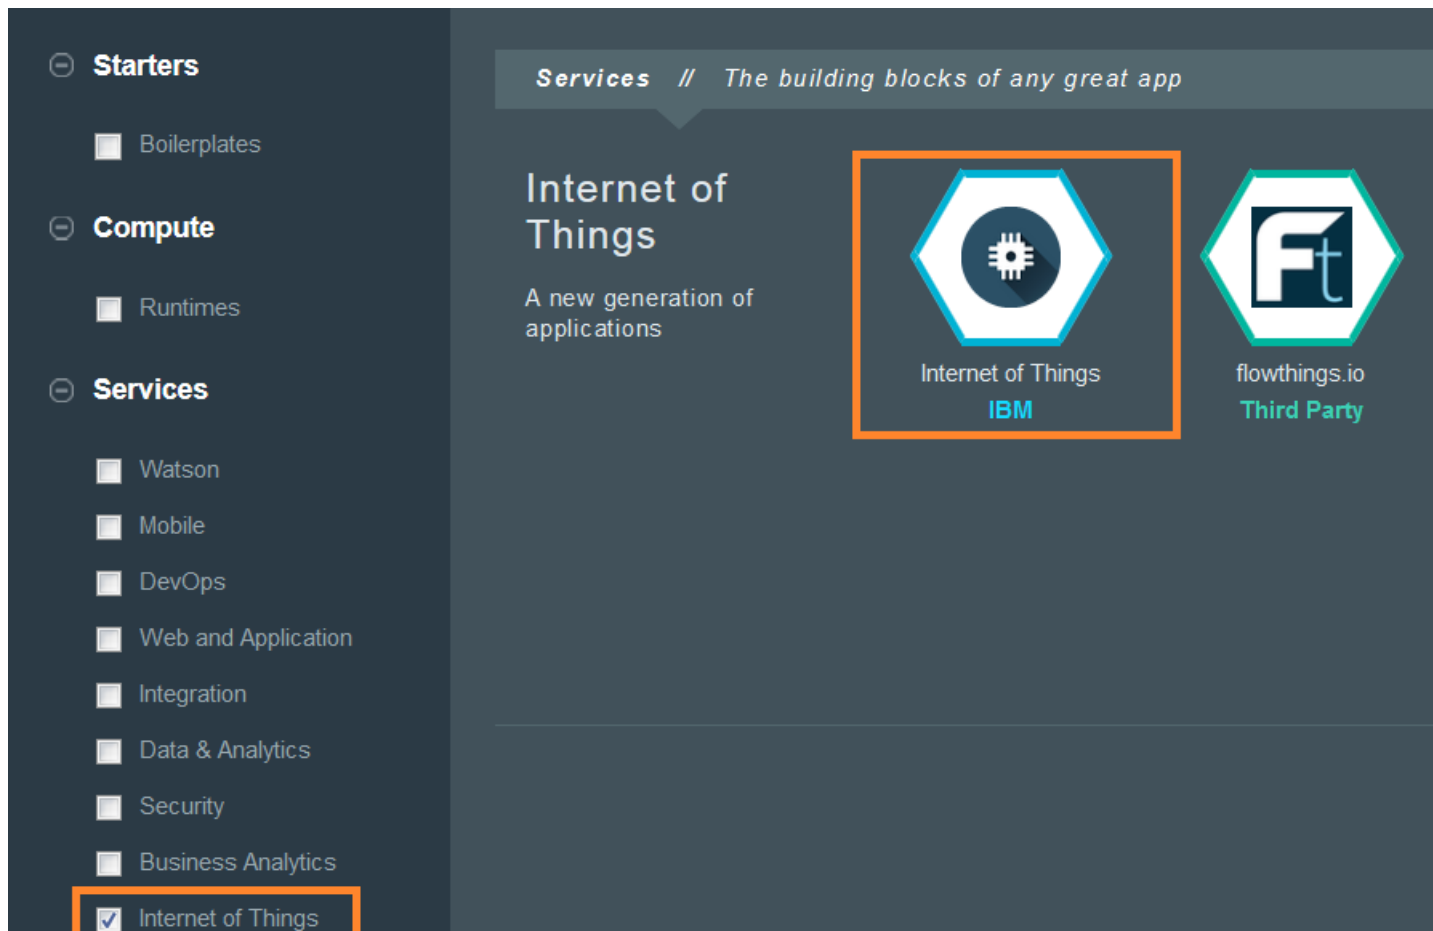 Starters
Boilerplates
Compute
Runtimes
Services
Watson
Mobile
DevOps
Web and Application
Integration
Data & Analytics
Security
Business Analytics
Internet of Things
Services // The building blocks of any great app
Internet of
Things
A new generation of
applications
Internet of Things
IBM
Ft
flowthings.io
Third Party